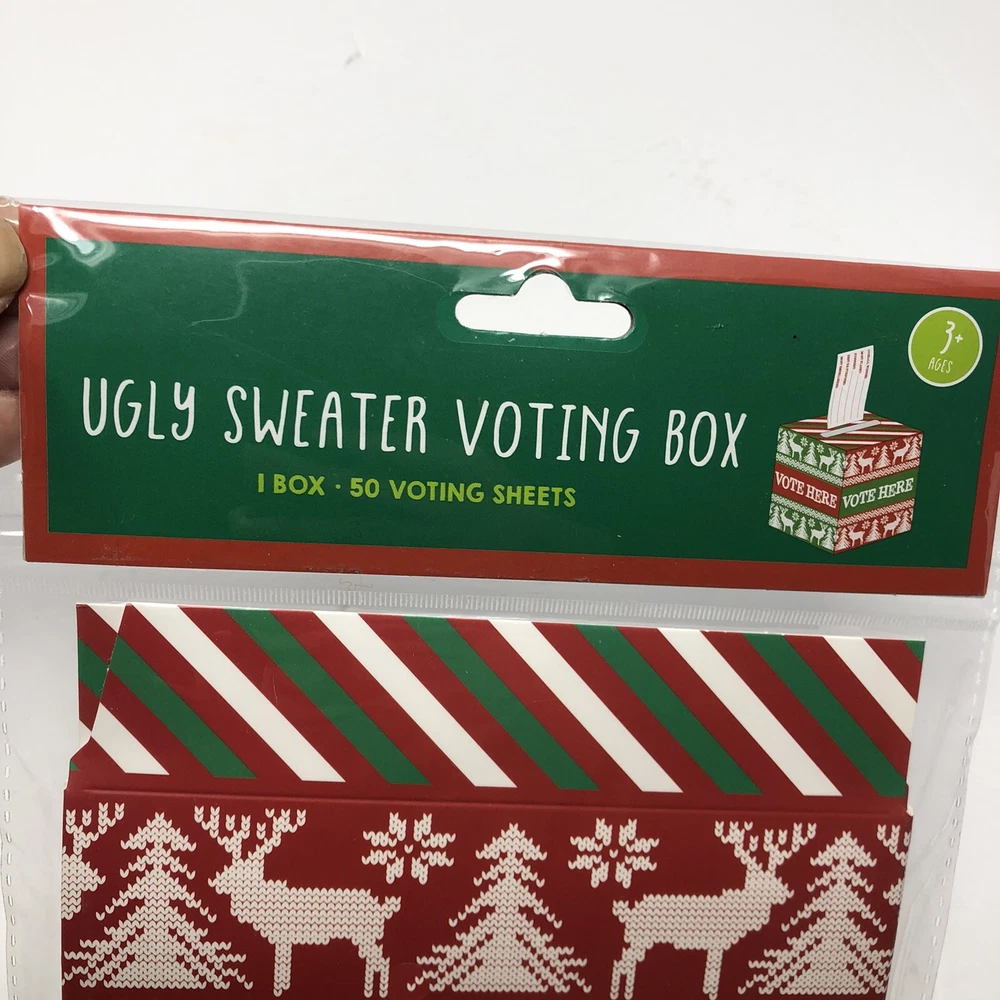 3+
AGES
UGLY SWEATER VOTING BOX
1 BOX · 50 VOTING SHEETS
VOTE HERE VOTE HERE